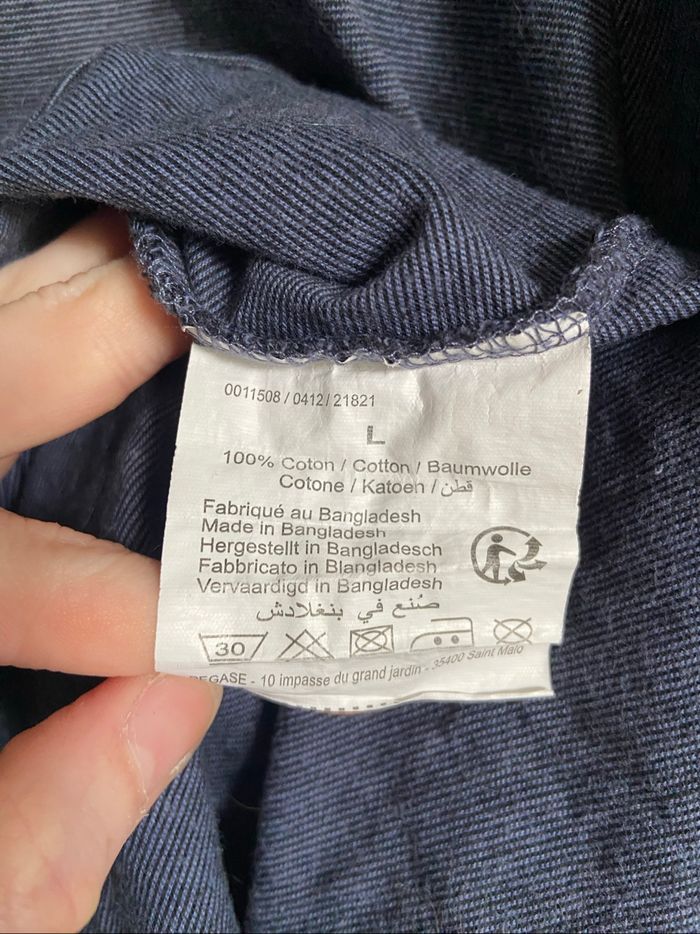 0011508 / 0412 / 21821
L
100% Coton / Cotton / Baumwolle
Cotone / Katoen / قطن
Fabriqué au Bangladesh
Made in Bangladesh
Hergestellt in Bangladesch
Fabbricato in Blangladesh
Vervaardigd in Bangladesh
صُنع في بنغلادش
30
- 10 impasse du grand jardin - 35400 Saint Malo